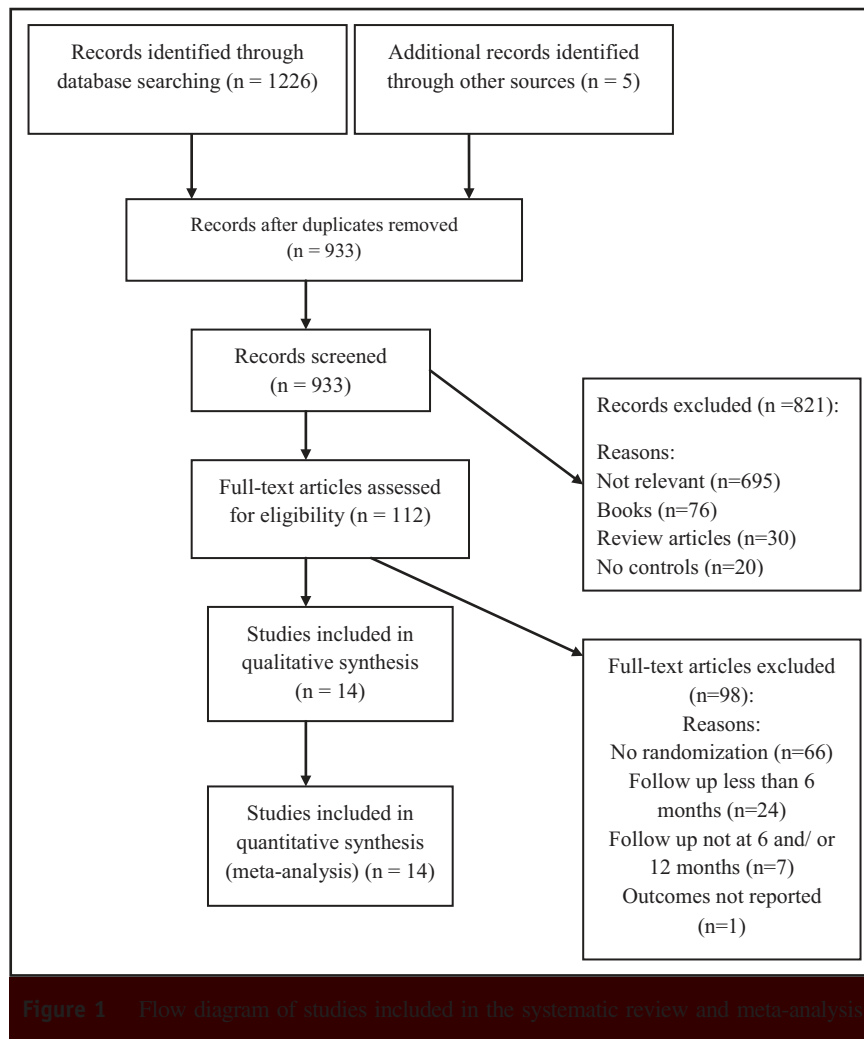 Records identified through
database searching (n = 1226)
Additional records identified
through other sources (n = 5)
Records after duplicates removed
(n = 933)
Records screened
(n = 933)
Records excluded (n =821):
Reasons:
Not relevant (n=695)
Books (n=76)
Review articles (n=30)
No controls (n=20)
Full-text articles assessed
for eligibility (n = 112)
Studies included in
qualitative synthesis
(n = 14)
Full-text articles excluded
(n=98):
Reasons:
No randomization (n=66)
Follow up less than 6
months (n=24)
Follow up not at 6 and/ or
12 months (n=7)
Outcomes not reported
(n=1)
Studies included in
quantitative synthesis
(meta-analysis) (n = 14)
Figure 1 Flow diagram of studies included in the systematic review and meta-analysis